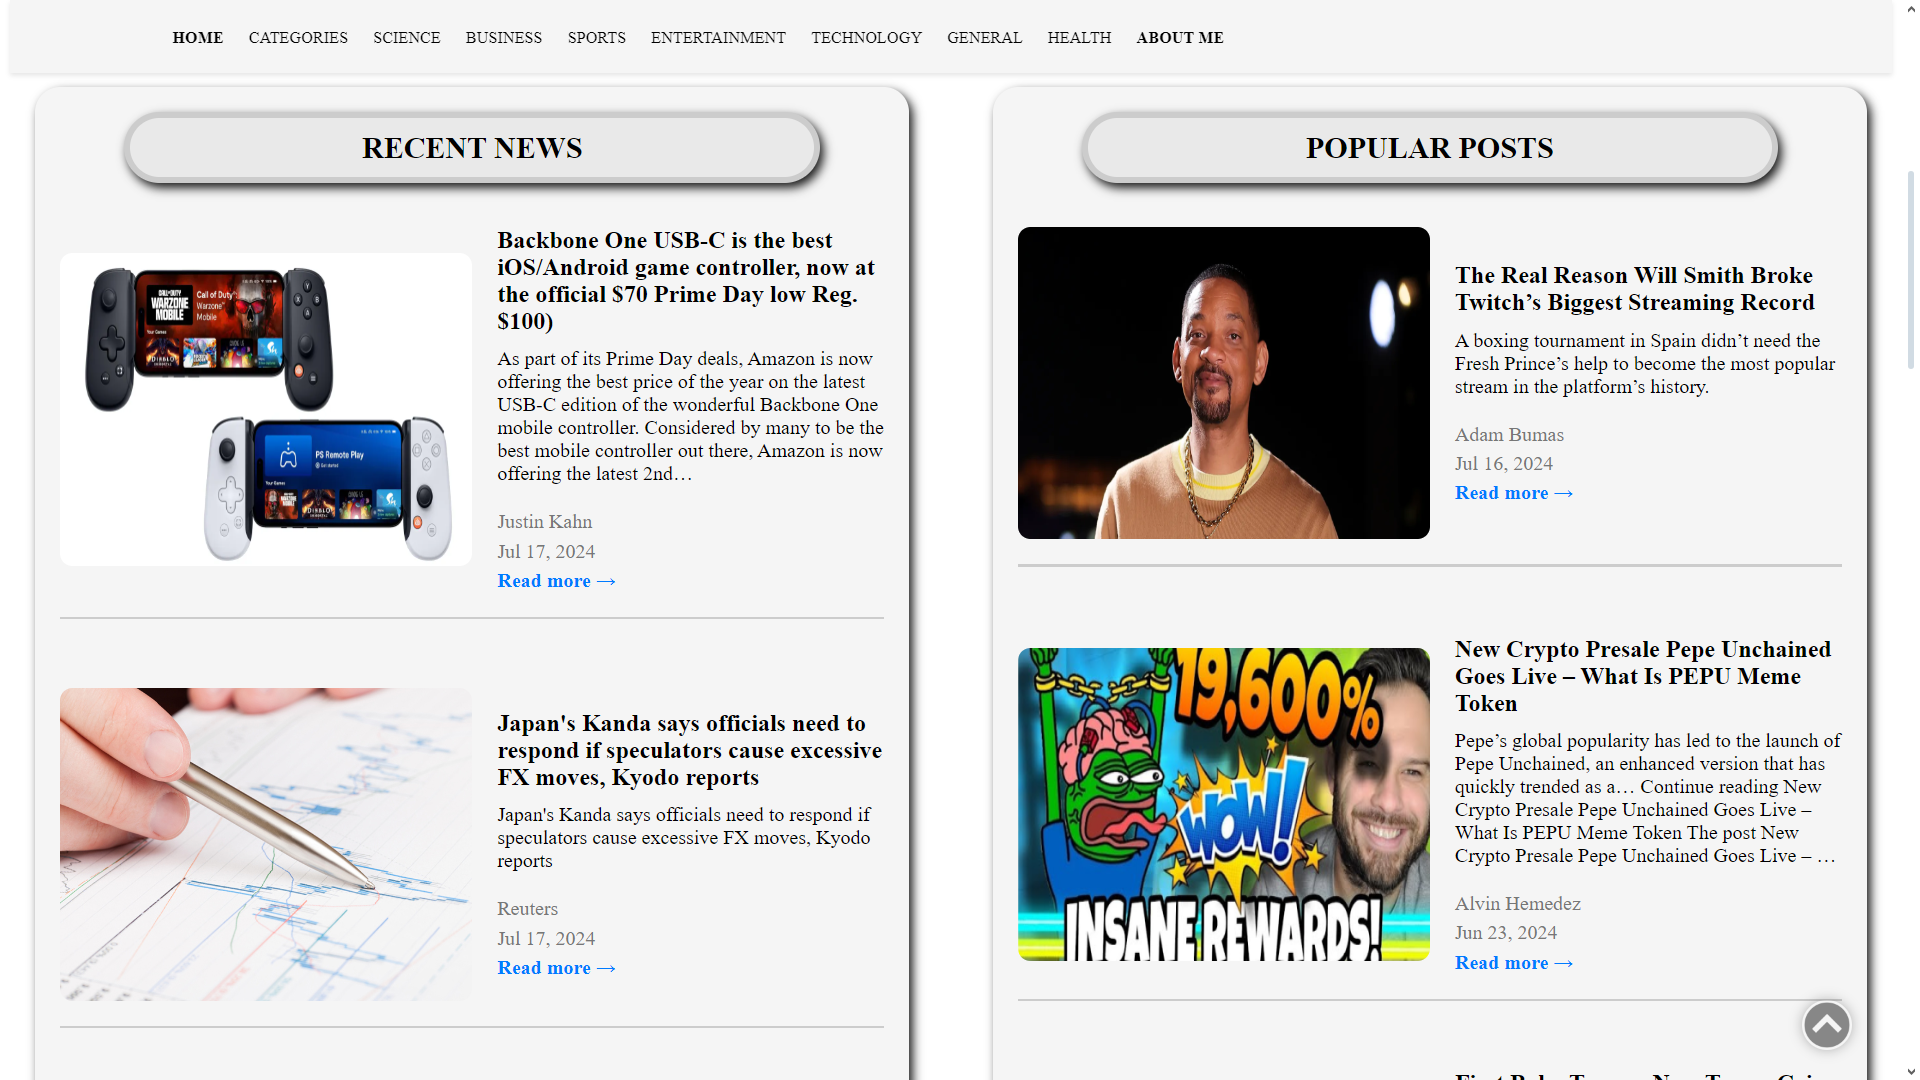 HOME CATEGORIES SCIENCE BUSINESS SPORTS ENTERTAINMENT TECHNOLOGY GENERAL HEALTH ABOUT ME
RECENT NEWS
CALL OF DUTY
WARZONE
MOBILE
Call of Duty:
Warzone
Mobile
Your Games
DIABLO
PS Remote Play
Get started
Your Games
DIABLO
Backbone One USB-C is the best
iOS/Android game controller, now at
the official $70 Prime Day low Reg.
$100)
As part of its Prime Day deals, Amazon is now
offering the best price of the year on the latest
USB-C edition of the wonderful Backbone One
mobile controller. Considered by many to be the
best mobile controller out there, Amazon is now
offering the latest 2nd…
Justin Kahn
Jul 17, 2024
Read more →
Japan's Kanda says officials need to
respond if speculators cause excessive
FX moves, Kyodo reports
Japan's Kanda says officials need to respond if
speculators cause excessive FX moves, Kyodo
reports
Reuters
Jul 17, 2024
Read more →
POPULAR POSTS
The Real Reason Will Smith Broke
Twitch’s Biggest Streaming Record
A boxing tournament in Spain didn’t need the
Fresh Prince’s help to become the most popular
stream in the platform’s history.
Adam Bumas
Jul 16, 2024
Read more →
19,600%
WOW!
INSANE REWARDS!
New Crypto Presale Pepe Unchained
Goes Live – What Is PEPU Meme
Token
Pepe’s global popularity has led to the launch of
Pepe Unchained, an enhanced version that has
quickly trended as a… Continue reading New
Crypto Presale Pepe Unchained Goes Live –
What Is PEPU Meme Token The post New
Crypto Presale Pepe Unchained Goes Live – …
Alvin Hemedez
Jun 23, 2024
Read more →